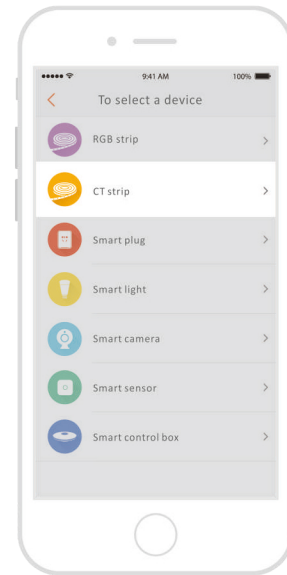 9:41 AM 100%
To select a device
RGB strip
CT strip
Smart plug
Smart light
Smart camera
Smart sensor
Smart control box